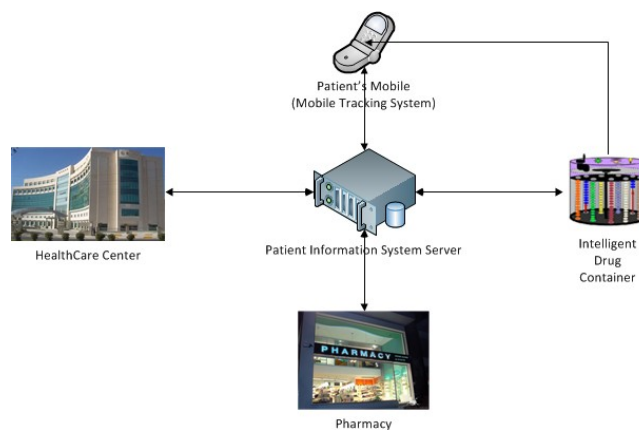 Patient's Mobile
(Mobile Tracking System)
HealthCare Center
Patient Information System Server
Intelligent
Drug
Container
PHARMACY
Pharmacy